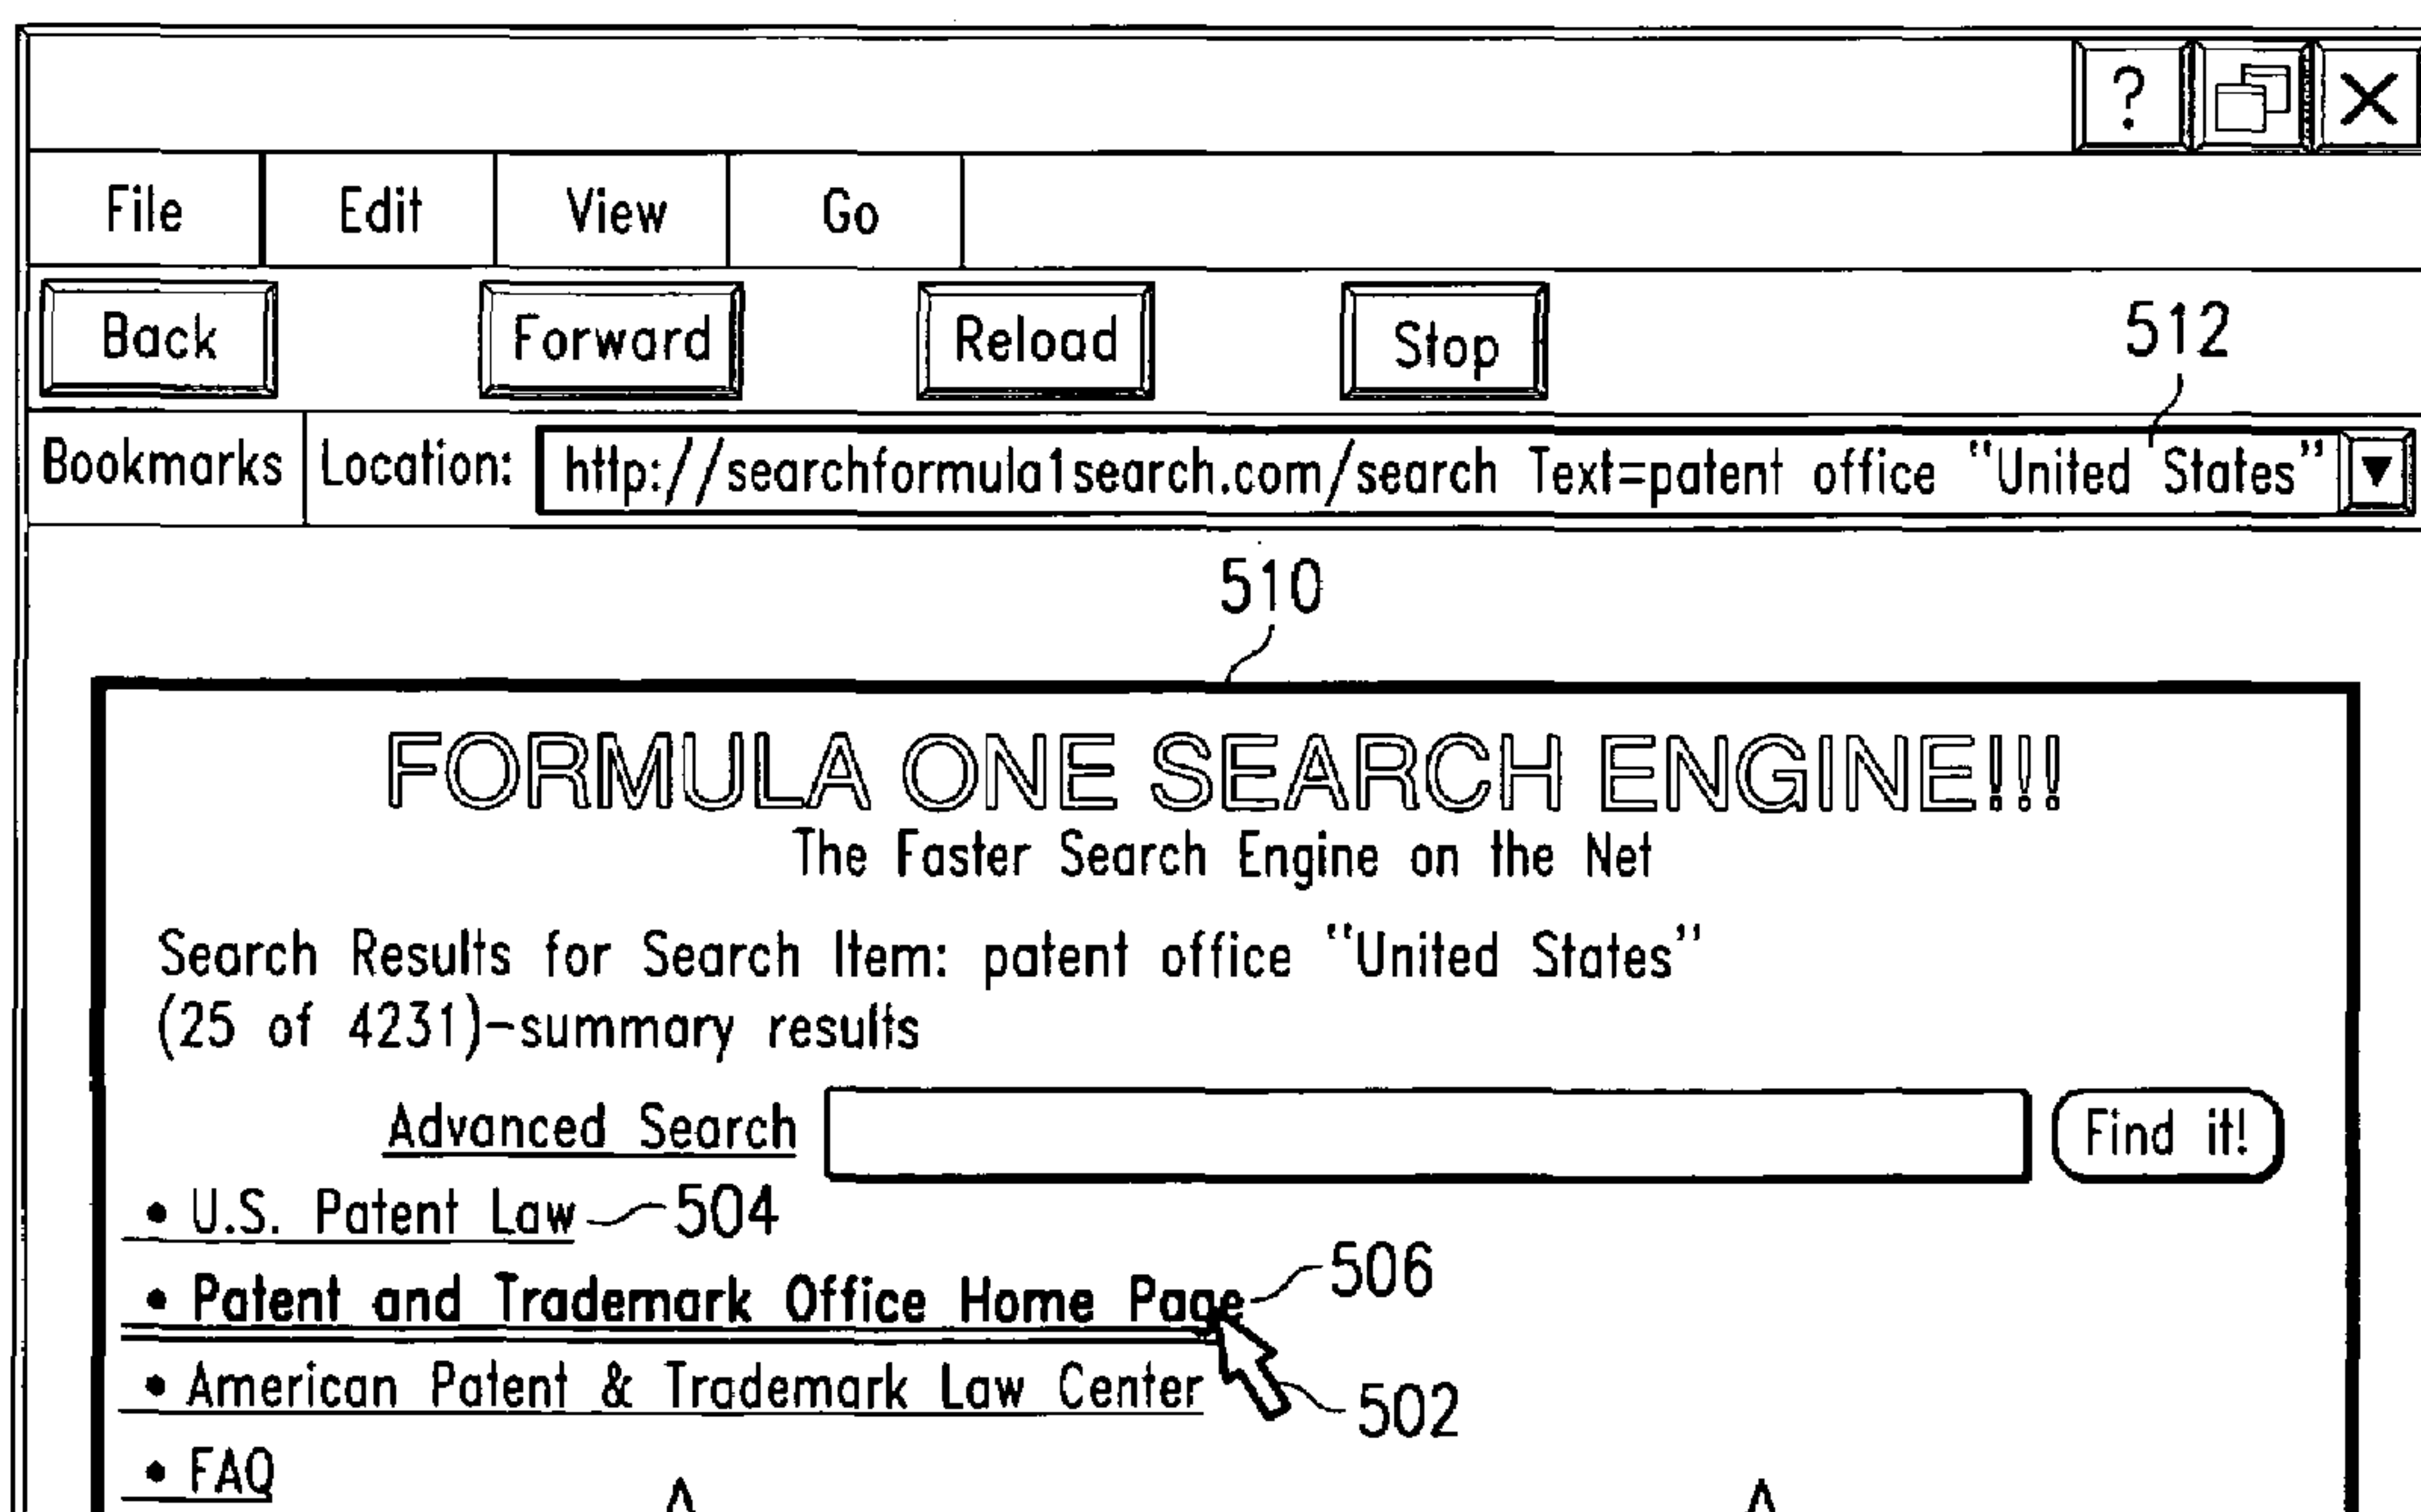 ?
File Edit View Go
Back Forward Reload Stop
512
Bookmarks Location: http://searchformula1search.com/search Text=patent office "United States"
510
FORMULA ONE SEARCH ENGINE!!!
The Faster Search Engine on the Net
Search Results for Search Item: patent office "United States"
(25 of 4231)-summary results
Advanced Search Find it!
• U.S. Patent Law 504
• Patent and Trademark Office Home Page 506
• American Patent & Trademark Law Center 502
• FAQ